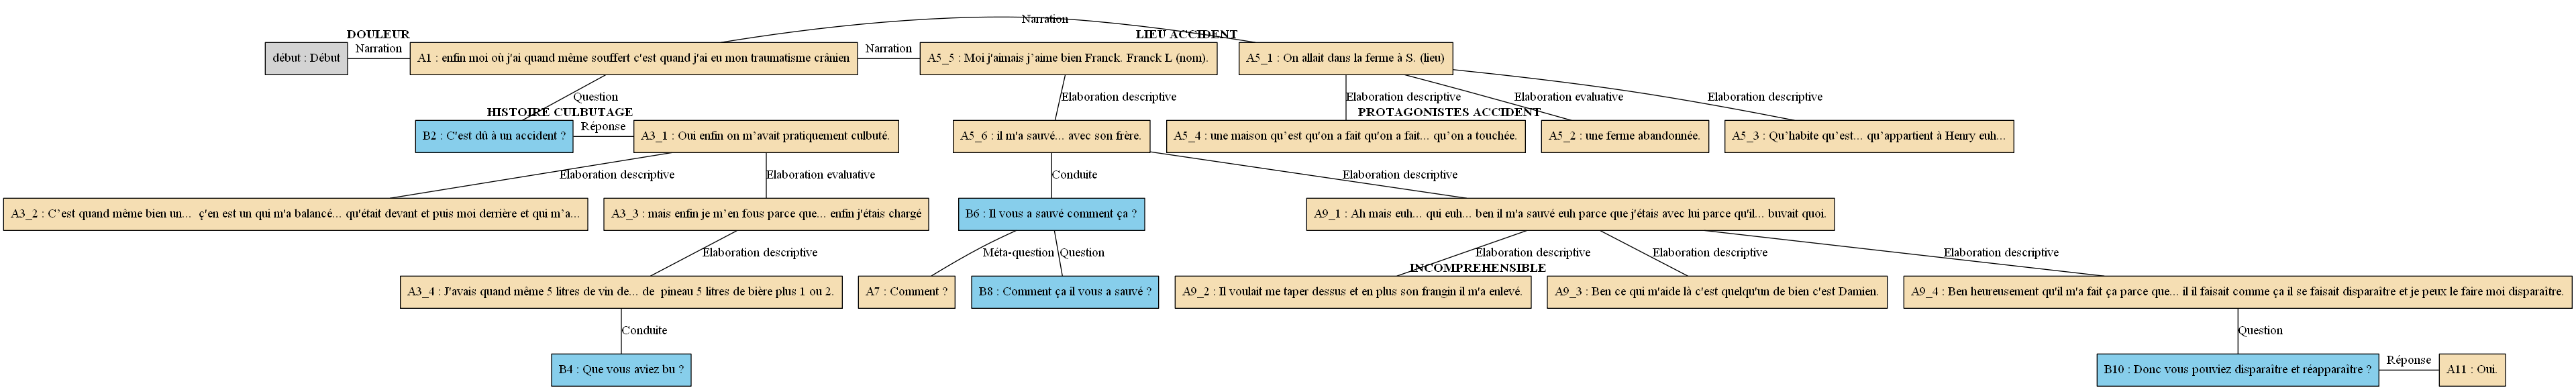 Narration
DOULEUR
LIEU ACCIDENT
Narration
Narration
début : Début
A1 : enfin moi où j'ai quand même souffert c'est quand j'ai eu mon traumatisme crânien
A5_5 : Moi j'aimais j’aime bien Franck. Franck L (nom).
A5_1 : On allait dans la ferme à S. (lieu)
Question
Elaboration descriptive
Elaboration descriptive
Elaboration evaluative
Elaboration descriptive
HISTOIRE CULBUTAGE
PROTAGONISTES ACCIDENT
Réponse
B2 : C'est dû à un accident ?
A3_1 : Oui enfin on m’avait pratiquement culbuté.
A5_6 : il m'a sauvé... avec son frère.
A5_4 : une maison qu’est qu'on a fait qu'on a fait... qu’on a touchée.
A5_2 : une ferme abandonnée.
A5_3 : Qu’habite qu’est... qu’appartient à Henry euh...
Elaboration descriptive
Elaboration evaluative
Conduite
Elaboration descriptive
A3_2 : C’est quand même bien un...  ç'en est un qui m'a balancé... qu'était devant et puis moi derrière et qui m’a...
A3_3 : mais enfin je m’en fous parce que... enfin j'étais chargé
B6 : Il vous a sauvé comment ça ?
A9_1 : Ah mais euh... qui euh... ben il m'a sauvé euh parce que j'étais avec lui parce qu'il... buvait quoi.
Elaboration descriptive
Méta-question
Question
Elaboration descriptive
Elaboration descriptive
Elaboration descriptive
INCOMPREHENSIBLE
A3_4 : J'avais quand même 5 litres de vin de... de  pineau 5 litres de bière plus 1 ou 2.
A7 : Comment ?
B8 : Comment ça il vous a sauvé ?
A9_2 : Il voulait me taper dessus et en plus son frangin il m'a enlevé.
A9_3 : Ben ce qui m'aide là c'est quelqu'un de bien c'est Damien.
A9_4 : Ben heureusement qu'il m'a fait ça parce que... il il faisait comme ça il se faisait disparaître et je peux le faire moi disparaître.
Conduite
Question
B4 : Que vous aviez bu ?
B10 : Donc vous pouviez disparaître et réapparaître ?
Réponse
A11 : Oui.